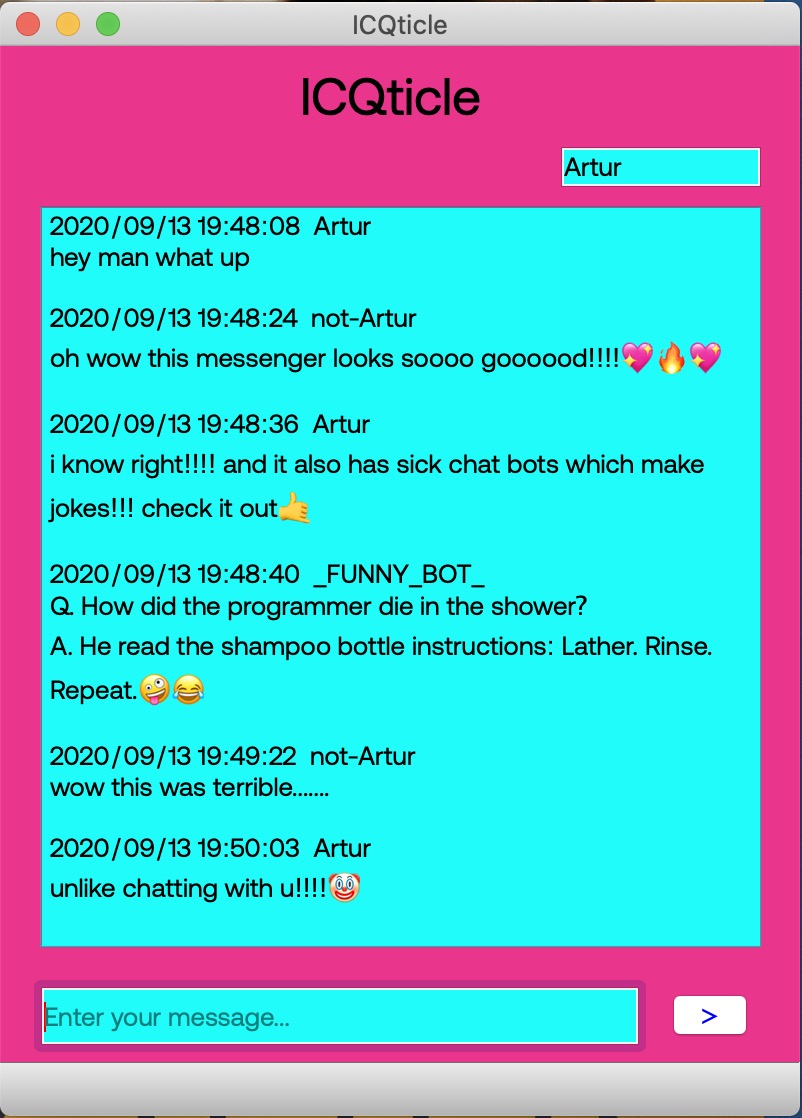 ICQticle
ICQticle
Artur
2020/09/13 19:48:08  Artur
hey man what up
2020/09/13 19:48:24  not-Artur
oh wow this messenger looks soooo goooood!!!!💖🔥💖
2020/09/13 19:48:36  Artur
i know right!!!! and it also has sick chat bots which make
jokes!!! check it out🤙
2020/09/13 19:48:40  _FUNNY_BOT_
Q. How did the programmer die in the shower?
A. He read the shampoo bottle instructions: Lather. Rinse.
Repeat.🤪😂
2020/09/13 19:49:22  not-Artur
wow this was terrible.......
2020/09/13 19:50:03  Artur
unlike chatting with u!!!!🤡
Enter your message...
>